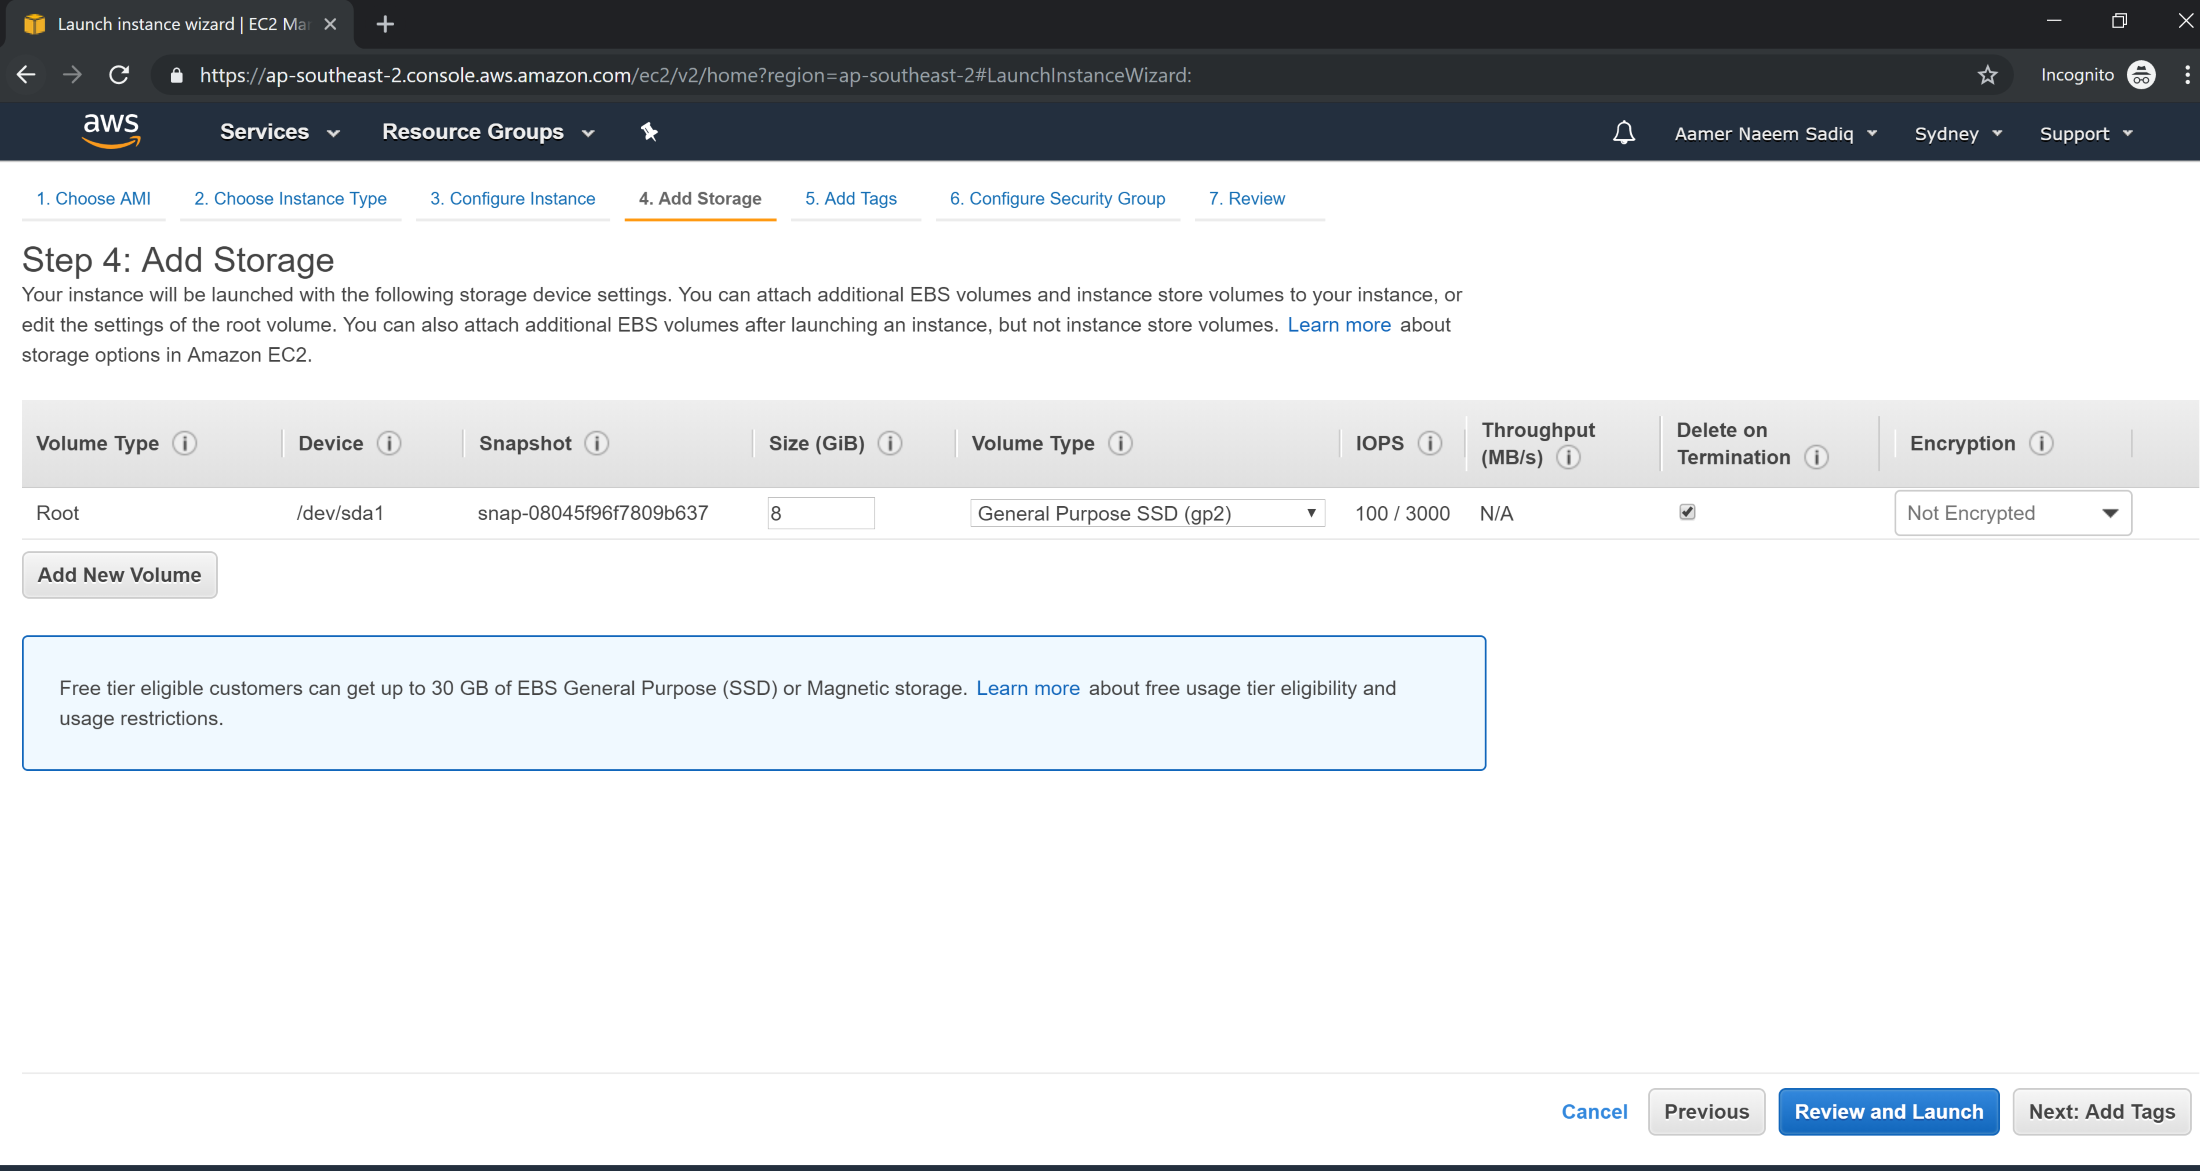 Launch instance wizard | EC2 Ma
https://ap-southeast-2.console.aws.amazon.com/ec2/v2/home?region=ap-southeast-2#LaunchInstanceWizard:
Incognito
aws
Services
Resource Groups
Aamer Naeem Sadiq
Sydney
Support
1. Choose AMI
2. Choose Instance Type
3. Configure Instance
4. Add Storage
5. Add Tags
6. Configure Security Group
7. Review
Step 4: Add Storage
Your instance will be launched with the following storage device settings. You can attach additional EBS volumes and instance store volumes to your instance, or
edit the settings of the root volume. You can also attach additional EBS volumes after launching an instance, but not instance store volumes. Learn more about
storage options in Amazon EC2.
Volume Type
Device
Snapshot
Size (GiB)
Volume Type
IOPS
Throughput
(MB/s)
Delete on
Termination
Encryption
Root
/dev/sda1
snap-08045f96f7809b637
8
General Purpose SSD (gp2)
100 / 3000
N/A
Not Encrypted
Add New Volume
Free tier eligible customers can get up to 30 GB of EBS General Purpose (SSD) or Magnetic storage. Learn more about free usage tier eligibility and
usage restrictions.
Cancel
Previous
Review and Launch
Next: Add Tags